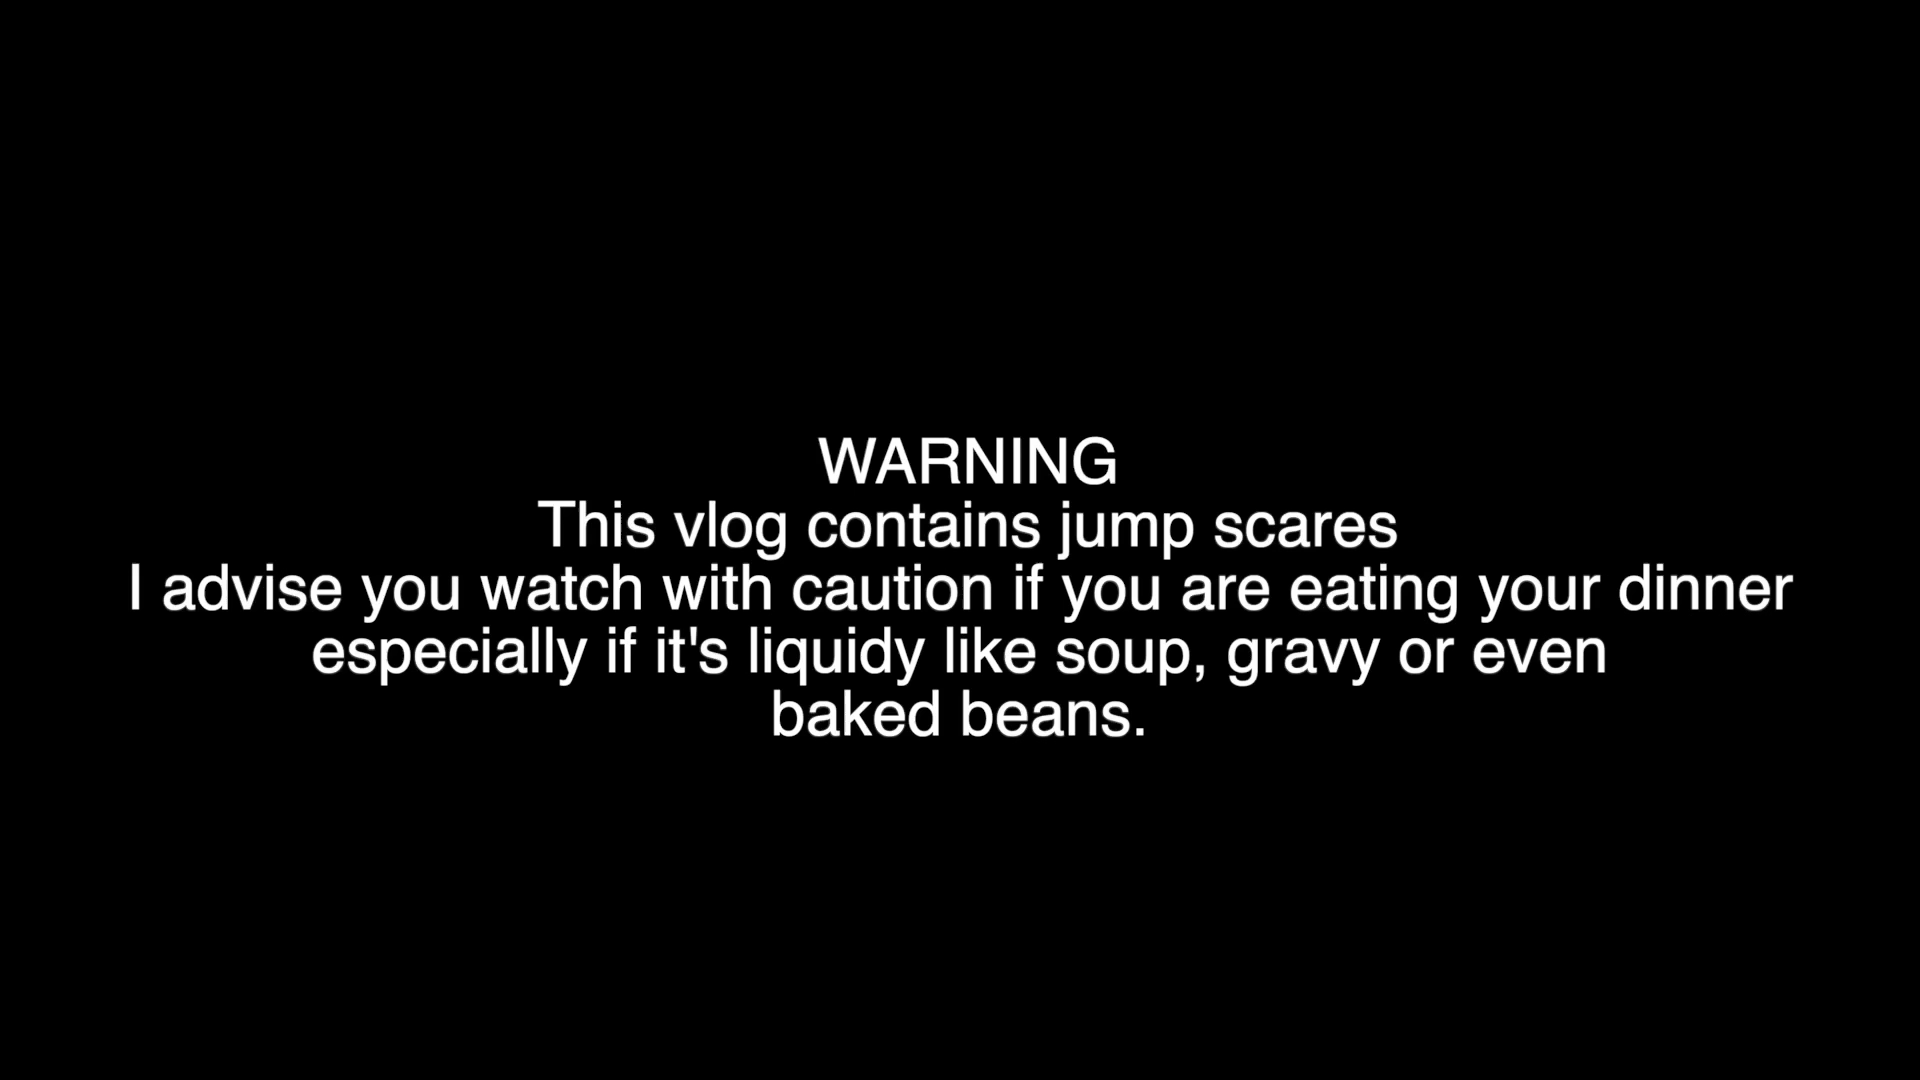 WARNING
This vlog contains jump scares
I advise you watch with caution if you are eating your dinner
especially if it's liquidy like soup, gravy or even
baked beans.